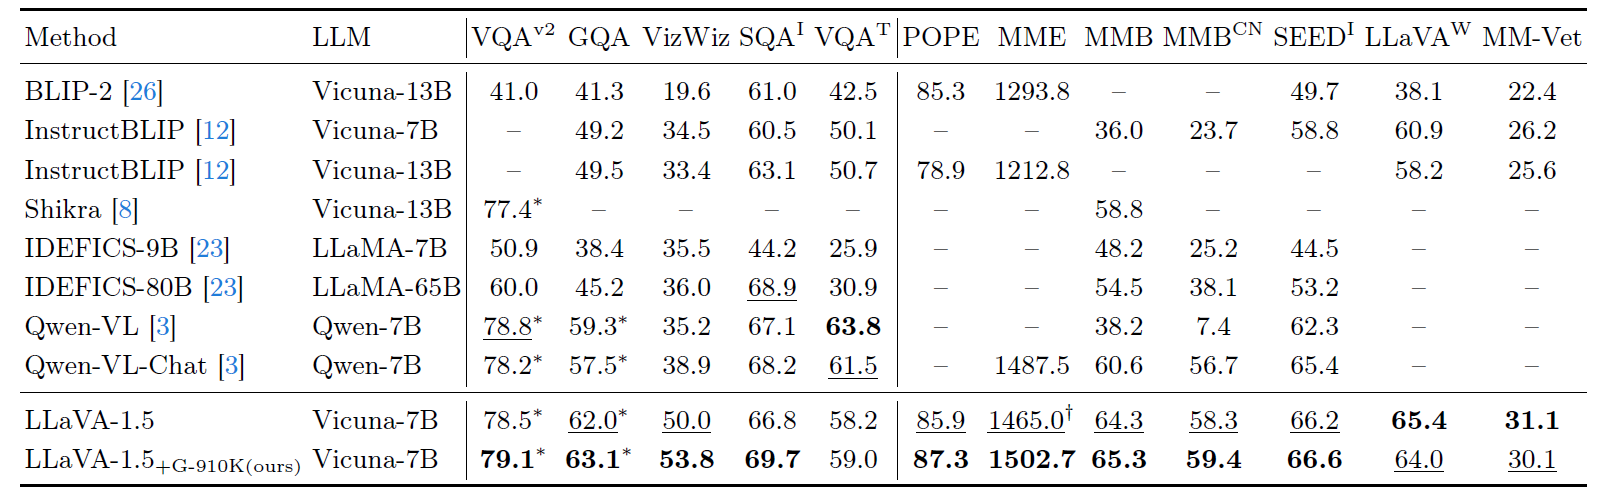 Method LLM VQA^v2 GQA VizWiz SQA^I VQA^T POPE MME MMB MMB^CN SEED^I LLaVA^W MM-Vet
BLIP-2 [26] Vicuna-13B 41.0 41.3 19.6 61.0 42.5 85.3 1293.8 – – 49.7 38.1 22.4
InstructBLIP [12] Vicuna-7B – 49.2 34.5 60.5 50.1 – – 36.0 23.7 58.8 60.9 26.2
InstructBLIP [12] Vicuna-13B – 49.5 33.4 63.1 50.7 78.9 1212.8 – – – 58.2 25.6
Shikra [8] Vicuna-13B 77.4* – – – – – – 58.8 – – – –
IDEFICS-9B [23] LLaMA-7B 50.9 38.4 35.5 44.2 25.9 – – 48.2 25.2 44.5 – –
IDEFICS-80B [23] LLaMA-65B 60.0 45.2 36.0 68.9 30.9 – – 54.5 38.1 53.2 – –
Qwen-VL [3] Qwen-7B 78.8* 59.3* 35.2 67.1 63.8 – – 38.2 7.4 62.3 – –
Qwen-VL-Chat [3] Qwen-7B 78.2* 57.5* 38.9 68.2 61.5 – 1487.5 60.6 56.7 65.4 – –
LLaVA-1.5 Vicuna-7B 78.5* 62.0* 50.0 66.8 58.2 85.9 1465.0† 64.3 58.3 66.2 65.4 31.1
LLaVA-1.5+G-910K(ours) Vicuna-7B 79.1* 63.1* 53.8 69.7 59.0 87.3 1502.7 65.3 59.4 66.6 64.0 30.1